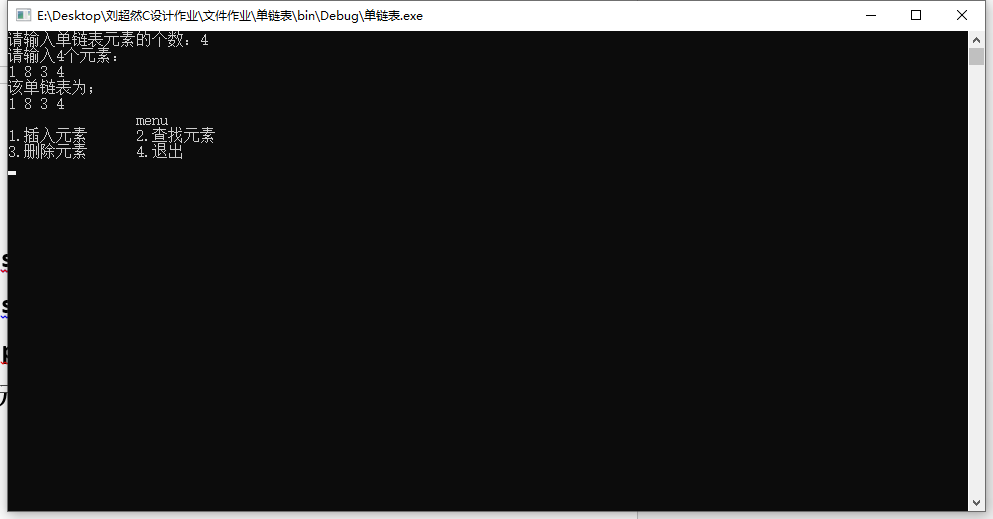 E:\Desktop\刘超然C设计作业\文件作业\单链表\bin\Debug\单链表.exe
请输入单链表元素的个数：4
请输入4个元素：
1 8 3 4
该单链表为；
1 8 3 4
menu
1.插入元素 2.查找元素
3.删除元素 4.退出